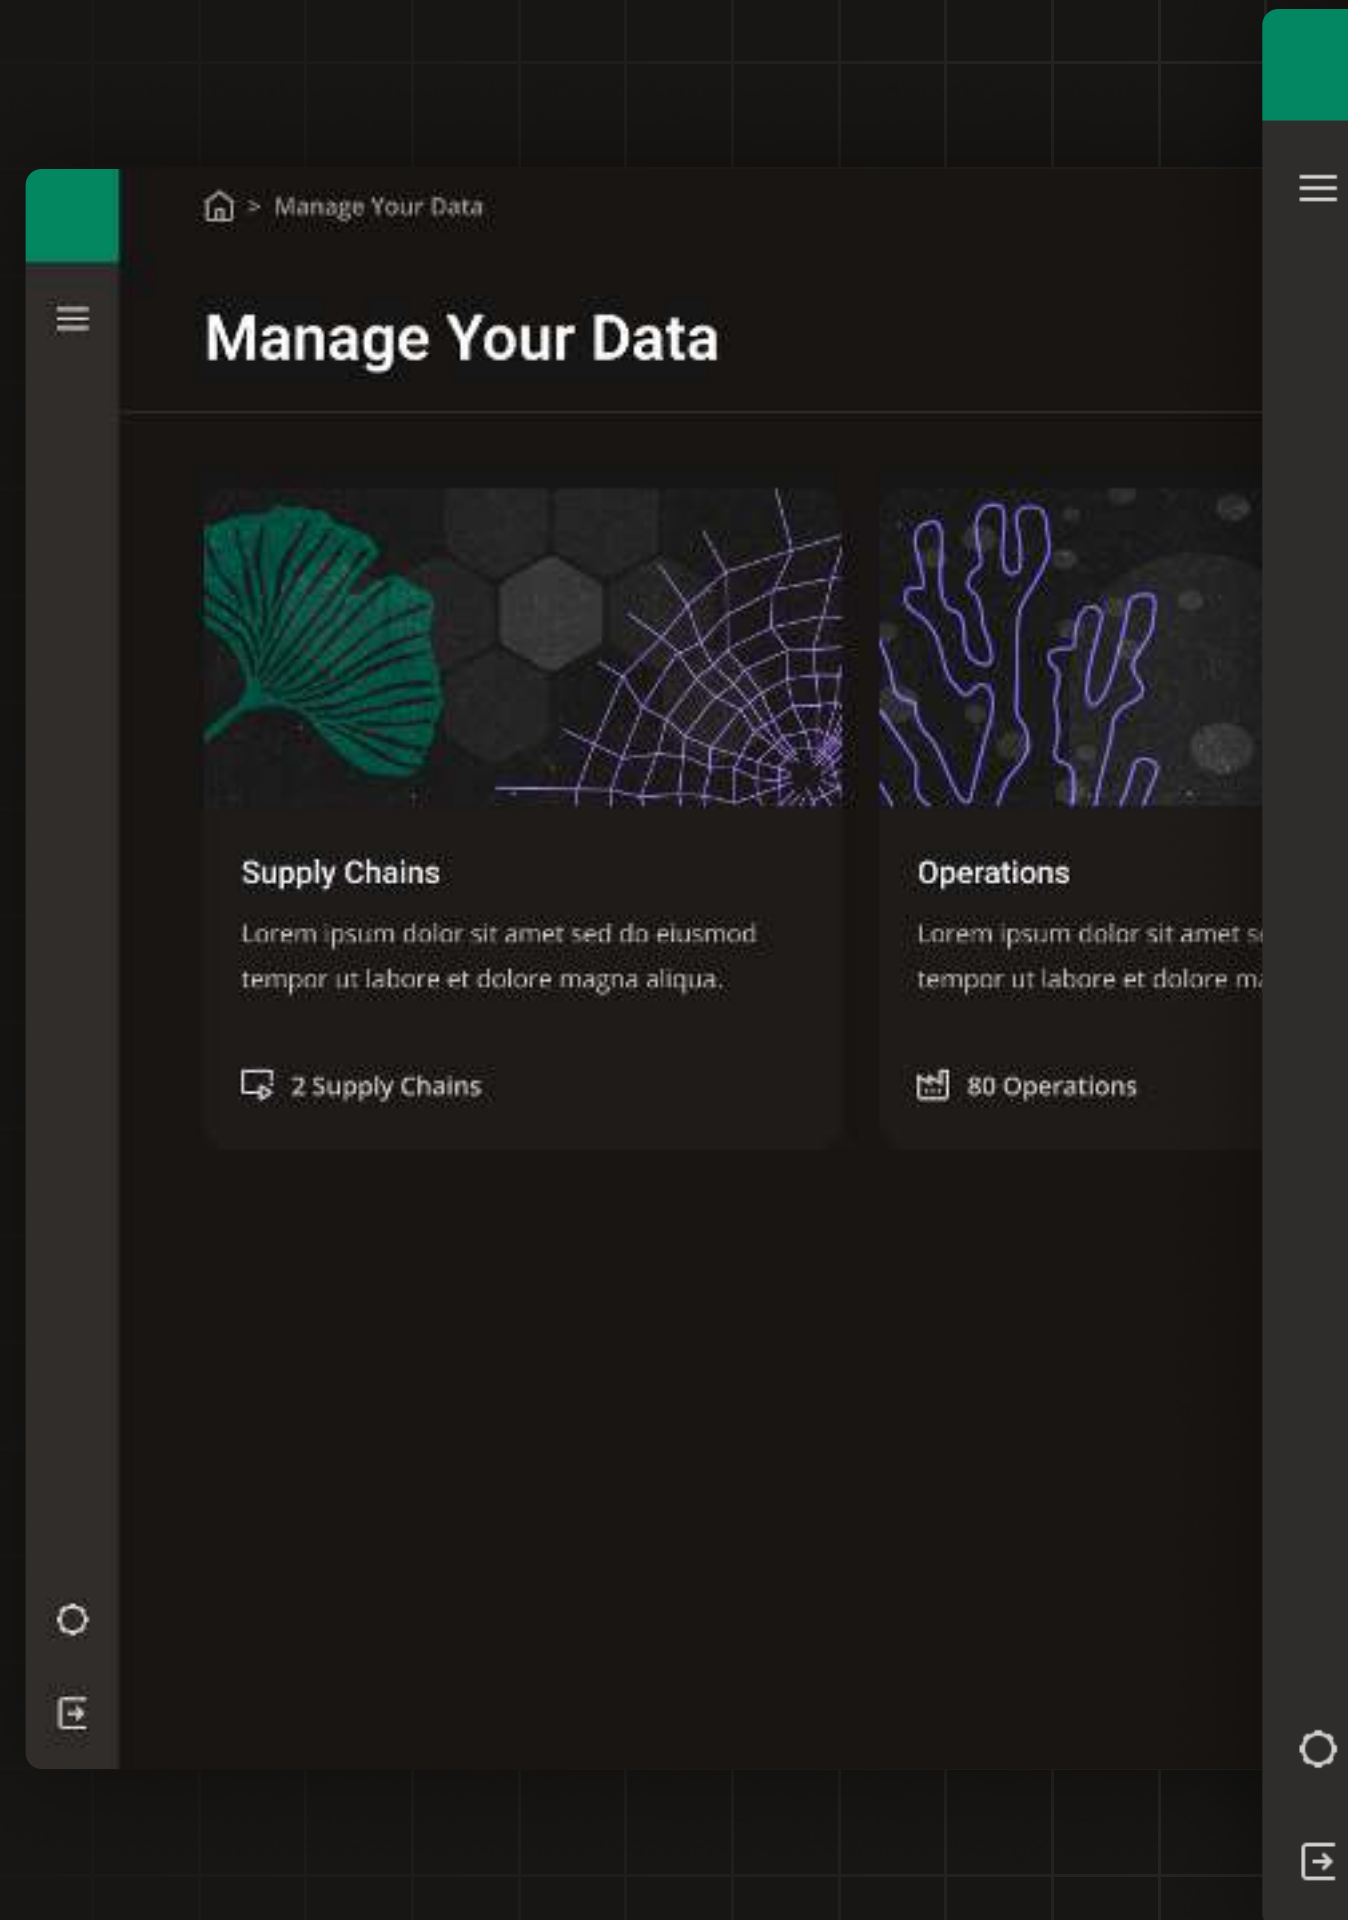 > Manage Your Data
Manage Your Data
Supply Chains
Lorem ipsum dolor sit amet sed do eiusmod
tempor ut labore et dolore magna aliqua.
2 Supply Chains
Operations
Lorem ipsum dolor sit amet
tempor ut labore et dolore
80 Operations